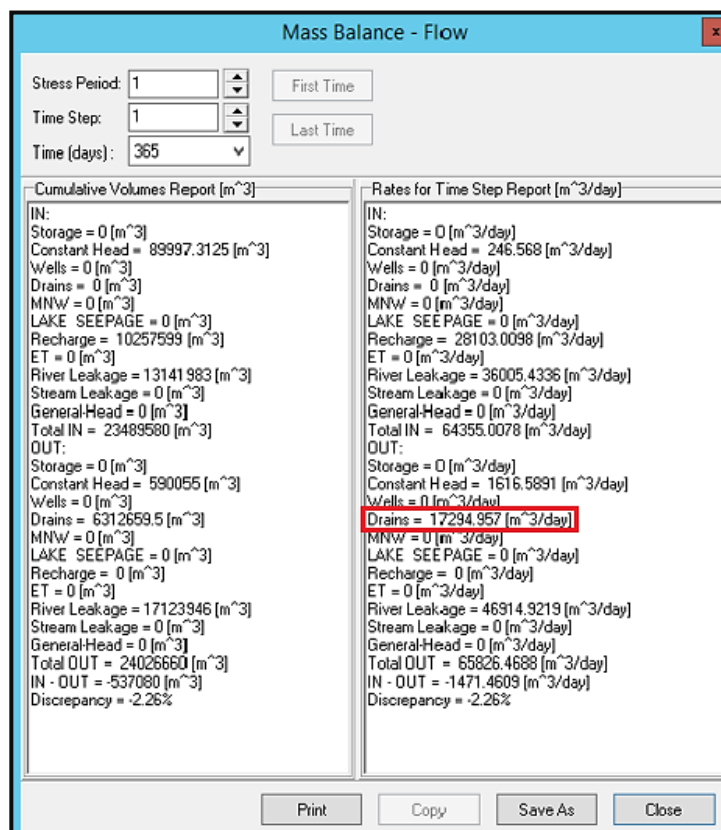 Mass Balance - Flow
x
Stress Period: 1
First Time
Time Step: 1
Last Time
Time (days) : 365
Cumulative Volumes Report [m^3]
IN:
Storage = 0 [m^3]
Constant Head = 89997.3125 [m^3]
Wells = 0 [m^3]
Drains = 0 [m^3]
MNW = 0 [m^3]
LAKE SEEPAGE = 0 [m^3]
Recharge = 10257599 [m^3]
ET = 0 [m^3]
River Leakage = 13141983 [m^3]
Stream Leakage = 0 [m^3]
General-Head = 0 [m^3]
Total IN = 23489580 [m^3]
OUT:
Storage = 0 [m^3]
Constant Head = 590055 [m^3]
Wells = 0 [m^3]
Drains = 6312659.5 [m^3]
MNW = 0 [m^3]
LAKE SEEPAGE = 0 [m^3]
Recharge = 0 [m^3]
ET = 0 [m^3]
River Leakage = 17123946 [m^3]
Stream Leakage = 0 [m^3]
General-Head = 0 [m^3]
Total OUT = 24026660 [m^3]
IN - OUT = -537080 [m^3]
Discrepancy = -2.26%
Rates for Time Step Report [m^3/day]
IN:
Storage = 0 [m^3/day]
Constant Head = 246.568 [m^3/day]
Wells = 0 [m^3/day]
Drains = 0 [m^3/day]
MNW = 0 [m^3/day]
LAKE SEEPAGE = 0 [m^3/day]
Recharge = 28103.0098 [m^3/day]
ET = 0 [m^3/day]
River Leakage = 36005.4336 [m^3/day]
Stream Leakage = 0 [m^3/day]
General-Head = 0 [m^3/day]
Total IN = 64355.0078 [m^3/day]
OUT:
Storage = 0 [m^3/day]
Constant Head = 1616.5891 [m^3/day]
Wells = 0 [m^3/day]
Drains = 17294.957 [m^3/day]
MNW = 0 [m^3/day]
LAKE SEEPAGE = 0 [m^3/day]
Recharge = 0 [m^3/day]
ET = 0 [m^3/day]
River Leakage = 46914.9219 [m^3/day]
Stream Leakage = 0 [m^3/day]
General-Head = 0 [m^3/day]
Total OUT = 65826.4688 [m^3/day]
IN - OUT = -1471.4609 [m^3/day]
Discrepancy = -2.26%
Print
Copy
Save As
Close